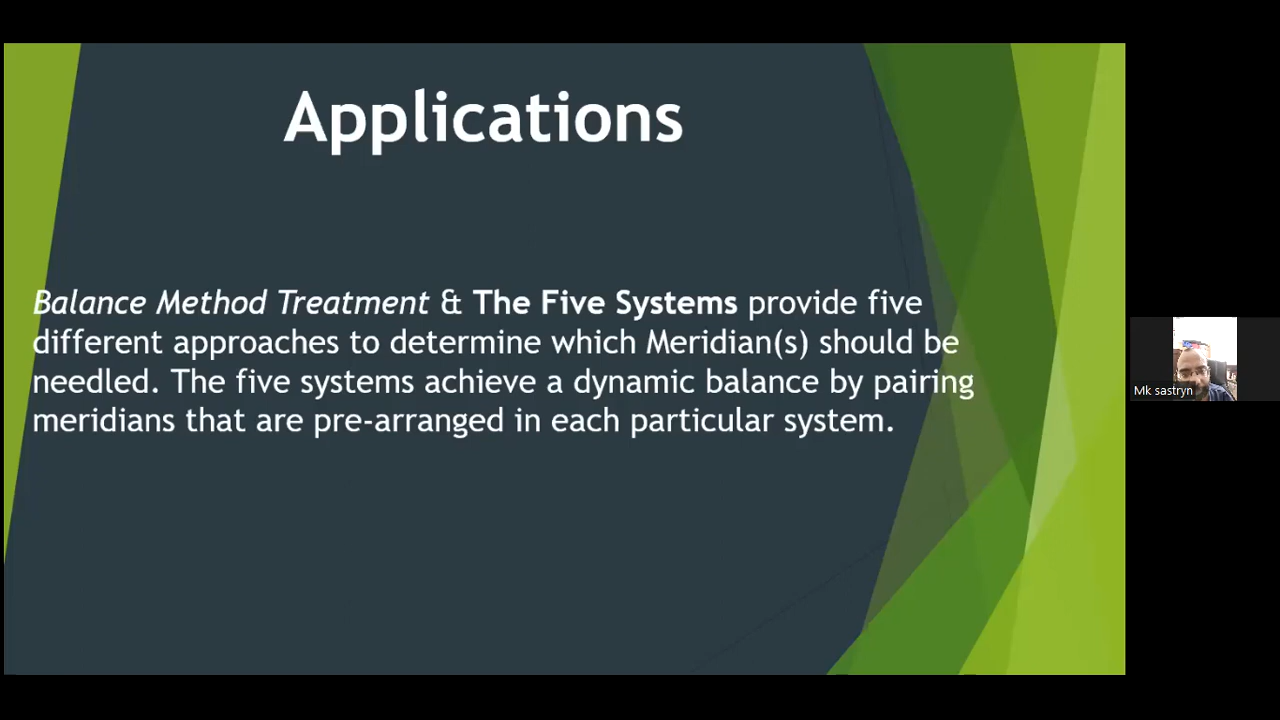 Applications
Balance Method Treatment & The Five Systems provide five
different approaches to determine which Meridian(s) should be
needled. The five systems achieve a dynamic balance by pairing
meridians that are pre-arranged in each particular system.
Mk sastryn